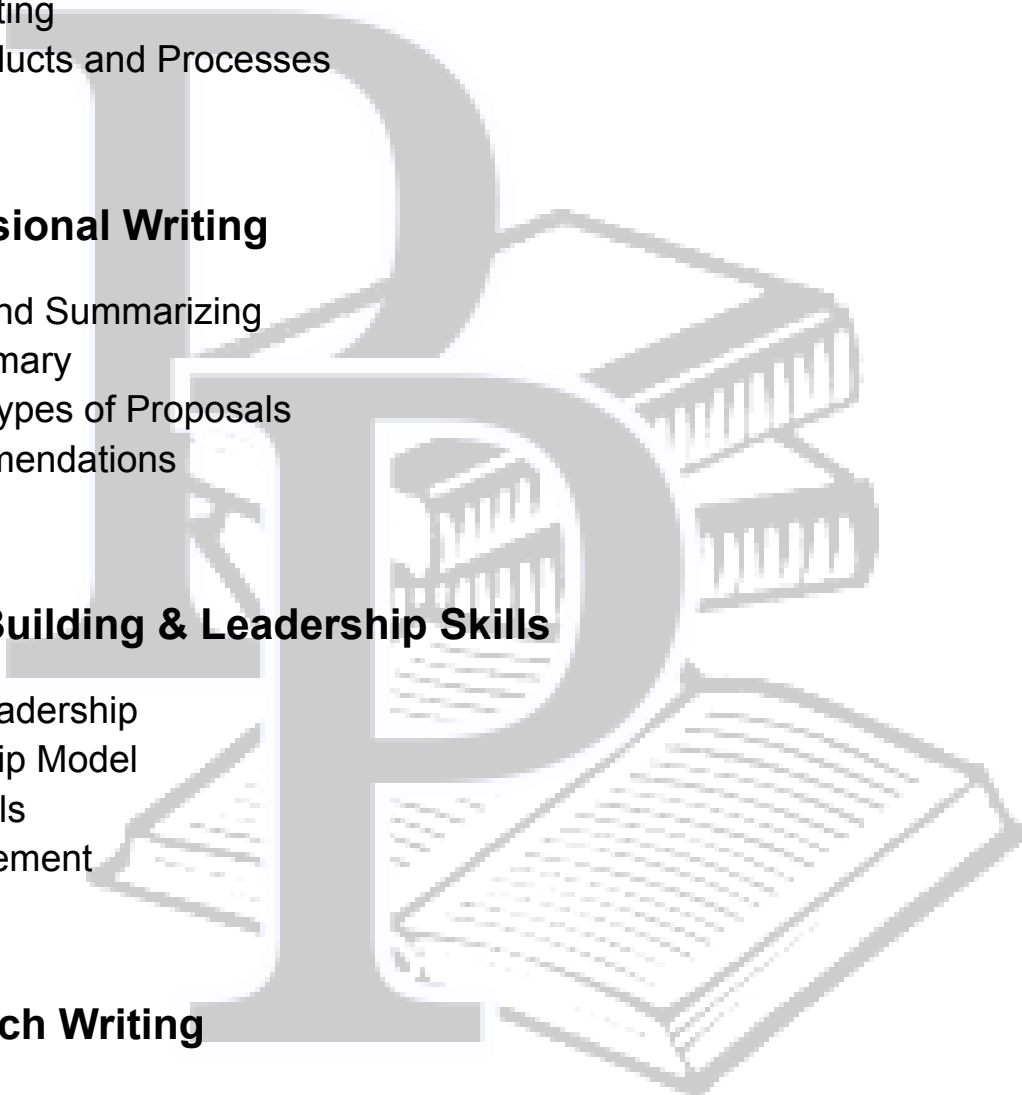 ting
ducts and Processes
sional Writing
nd Summarizing
mary
ypes of Proposals
mendations
Building & Leadership Skills
adership
ip Model
ls
ement
ch Writing